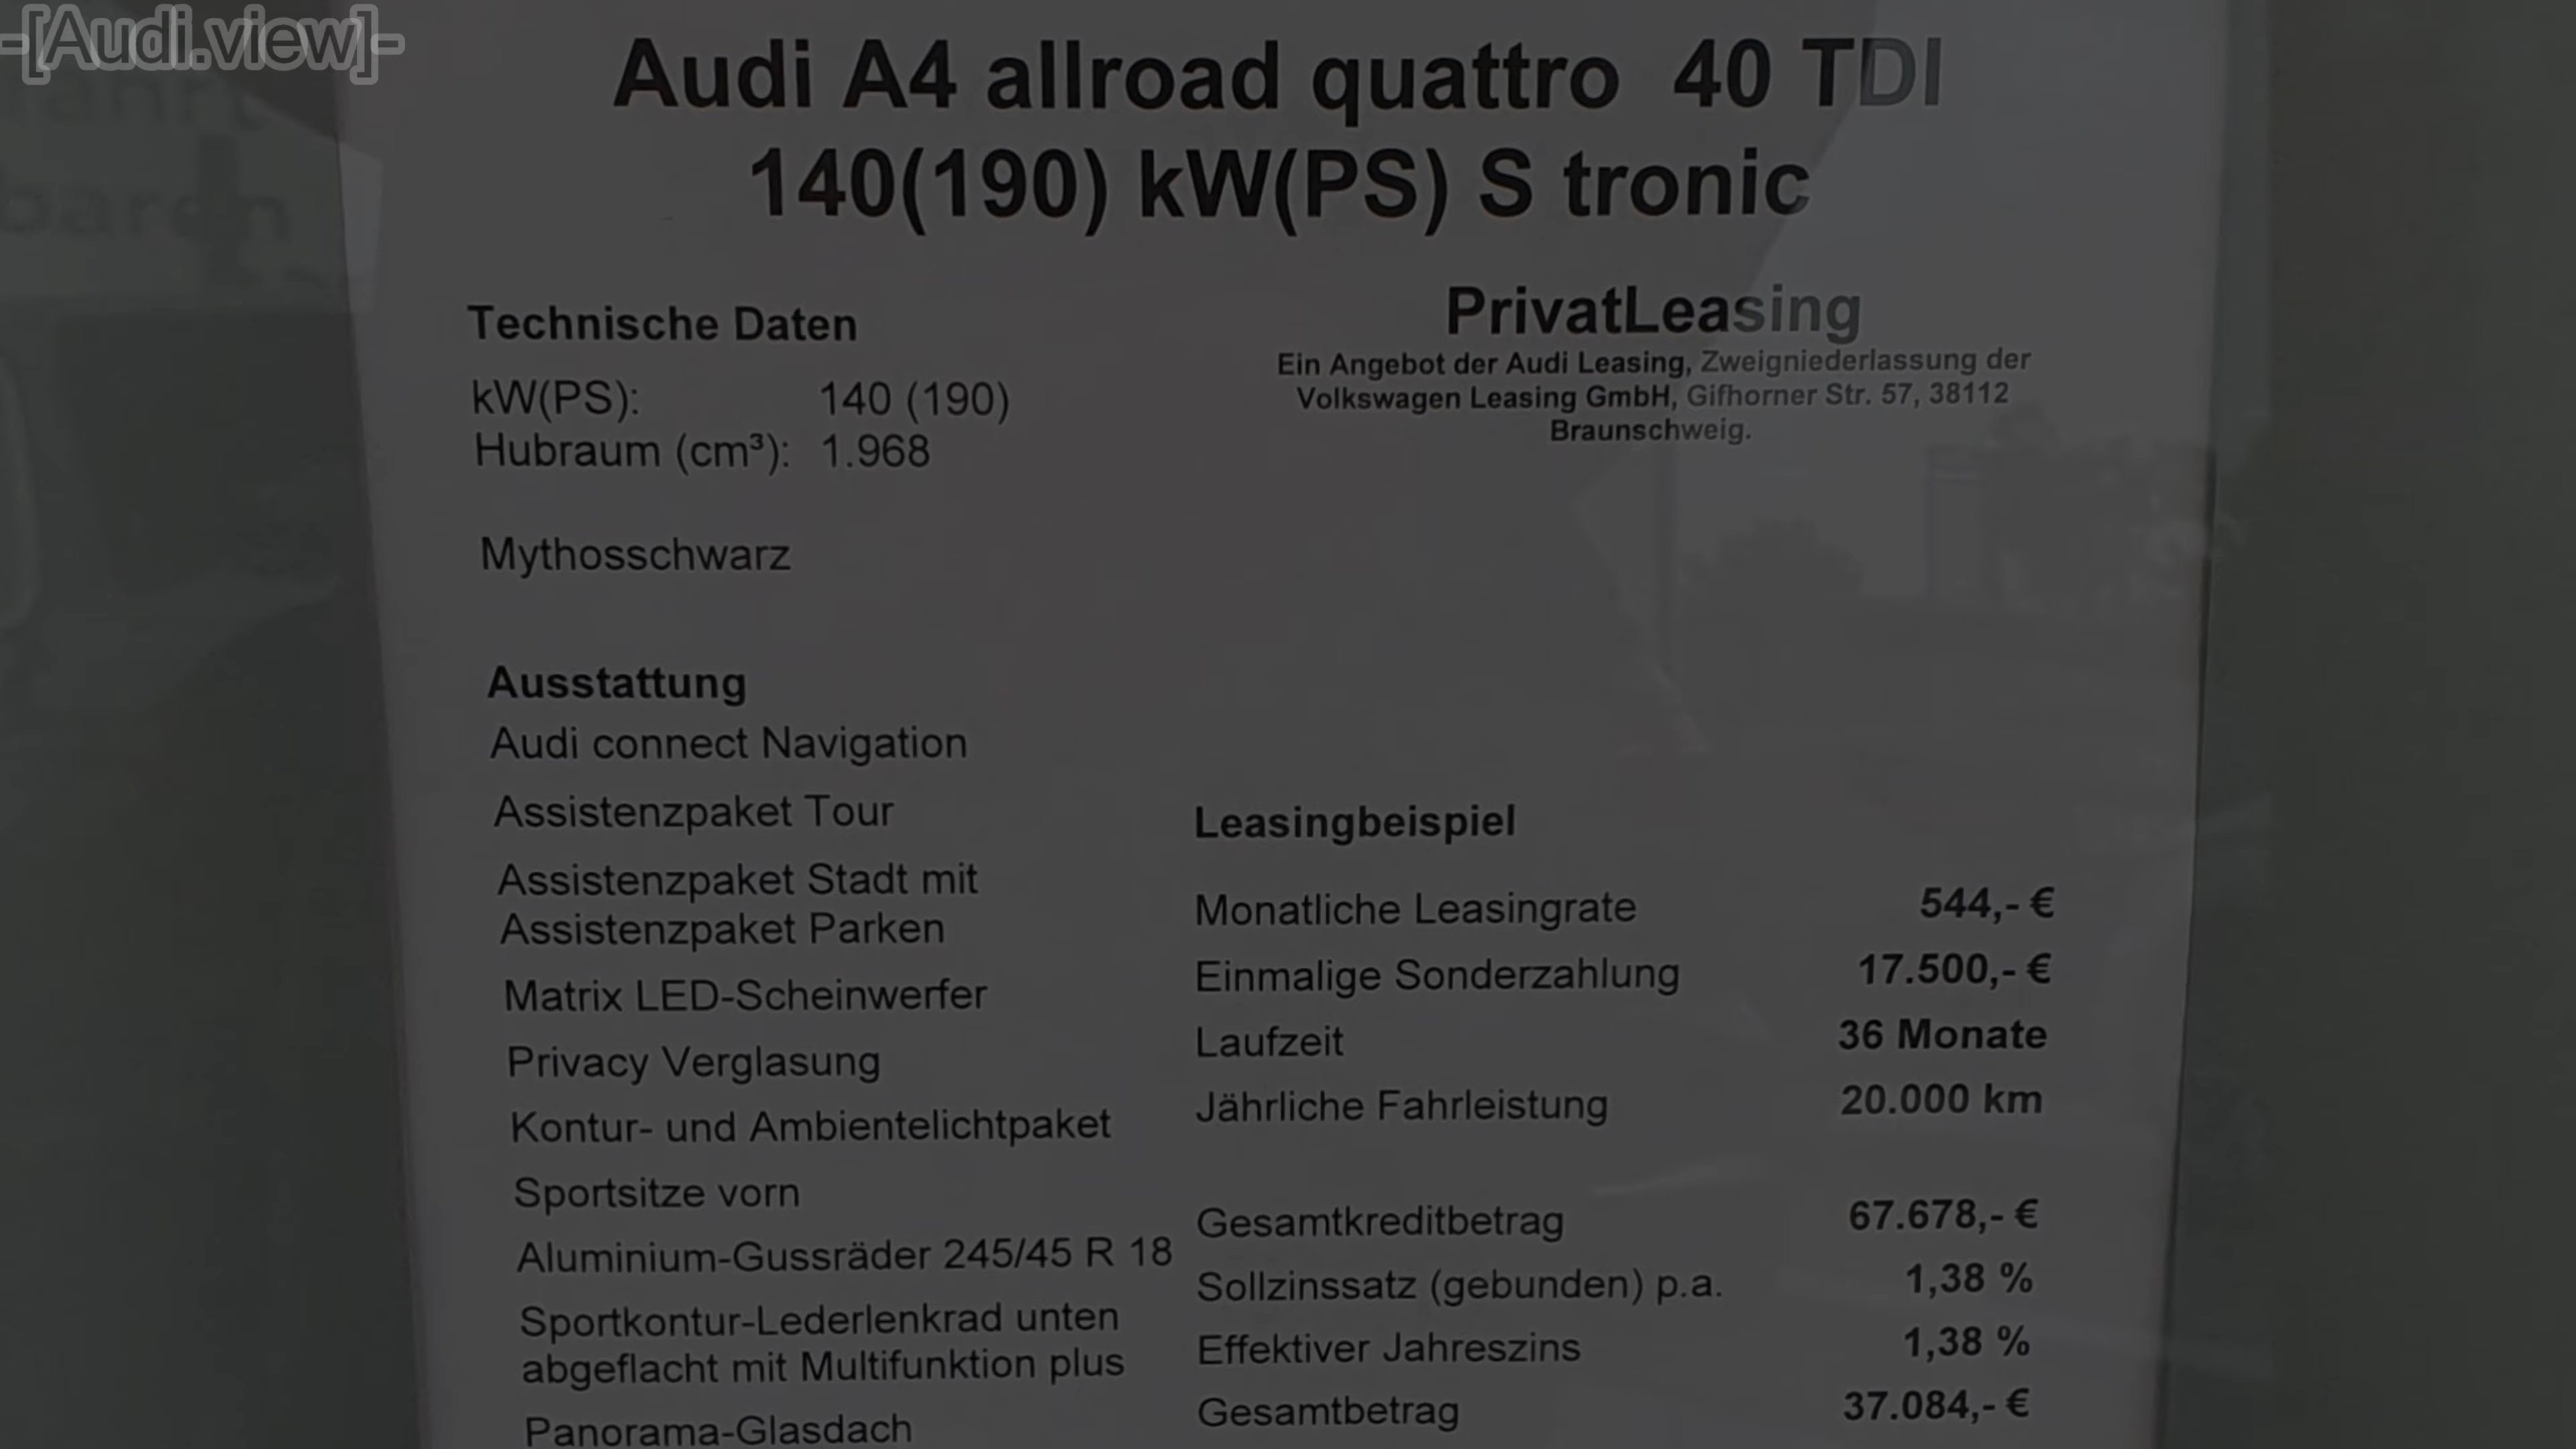 -[Audi.view]-
Audi A4 allroad quattro 40 TDI
140(190) kW(PS) S tronic
Technische Daten
kW(PS): 140 (190)
Hubraum (cm³): 1.968
Mythosschwarz
PrivatLeasing
Ein Angebot der Audi Leasing, Zweigniederlassung der
Volkswagen Leasing GmbH, Gifhorner Str. 57, 38112
Braunschweig.
Ausstattung
Audi connect Navigation
Assistenzpaket Tour
Assistenzpaket Stadt mit
Assistenzpaket Parken
Matrix LED-Scheinwerfer
Privacy Verglasung
Kontur- und Ambientelichtpaket
Sportsitze vorn
Aluminium-Gussräder 245/45 R 18
Sportkontur-Lederlenkrad unten
abgeflacht mit Multifunktion plus
Panorama-Glasdach
Leasingbeispiel
Monatliche Leasingrate 544,- €
Einmalige Sonderzahlung 17.500,- €
Laufzeit 36 Monate
Jährliche Fahrleistung 20.000 km
Gesamtkreditbetrag 67.678,- €
Sollzinssatz (gebunden) p.a. 1,38 %
Effektiver Jahreszins 1,38 %
Gesamtbetrag 37.084,- €